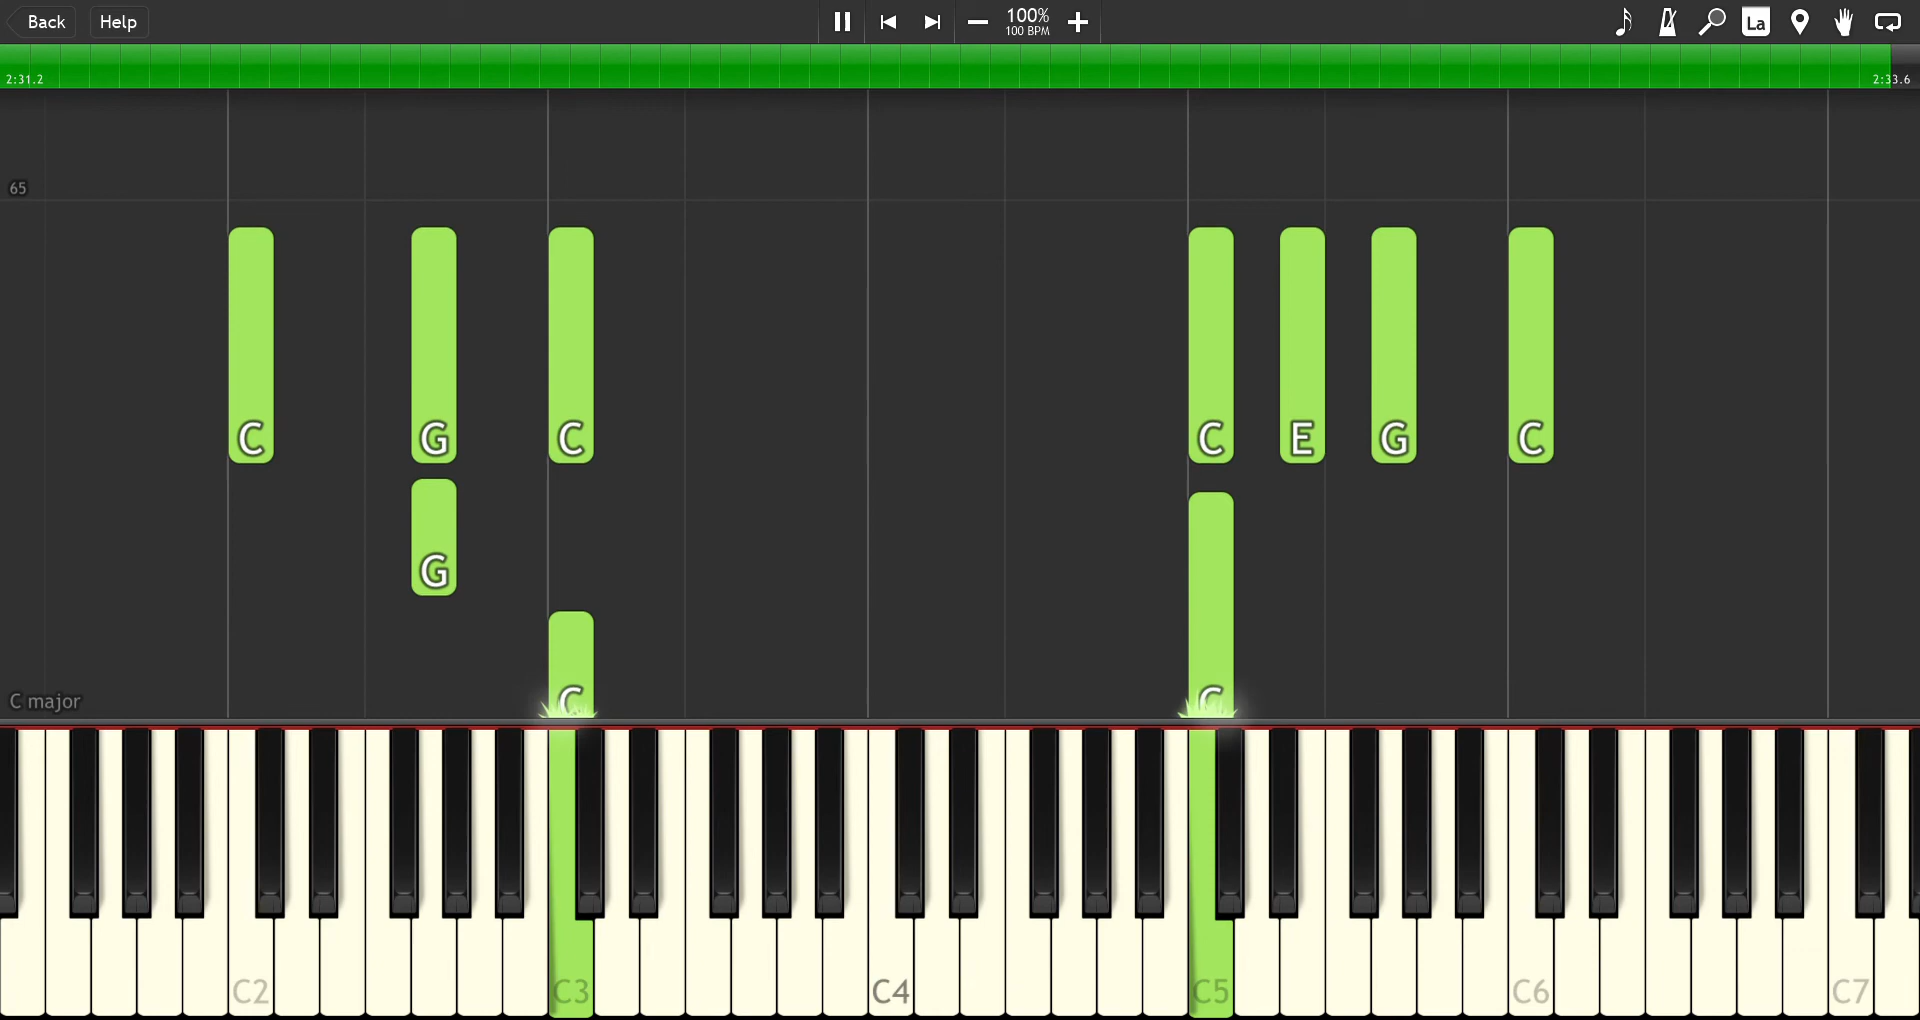 Back Help 100% La
100 BPM
2:31.2 2:33.6
65
C G C C E G C
G
C C
C major
C2 C3 C4 C5 C6 C7